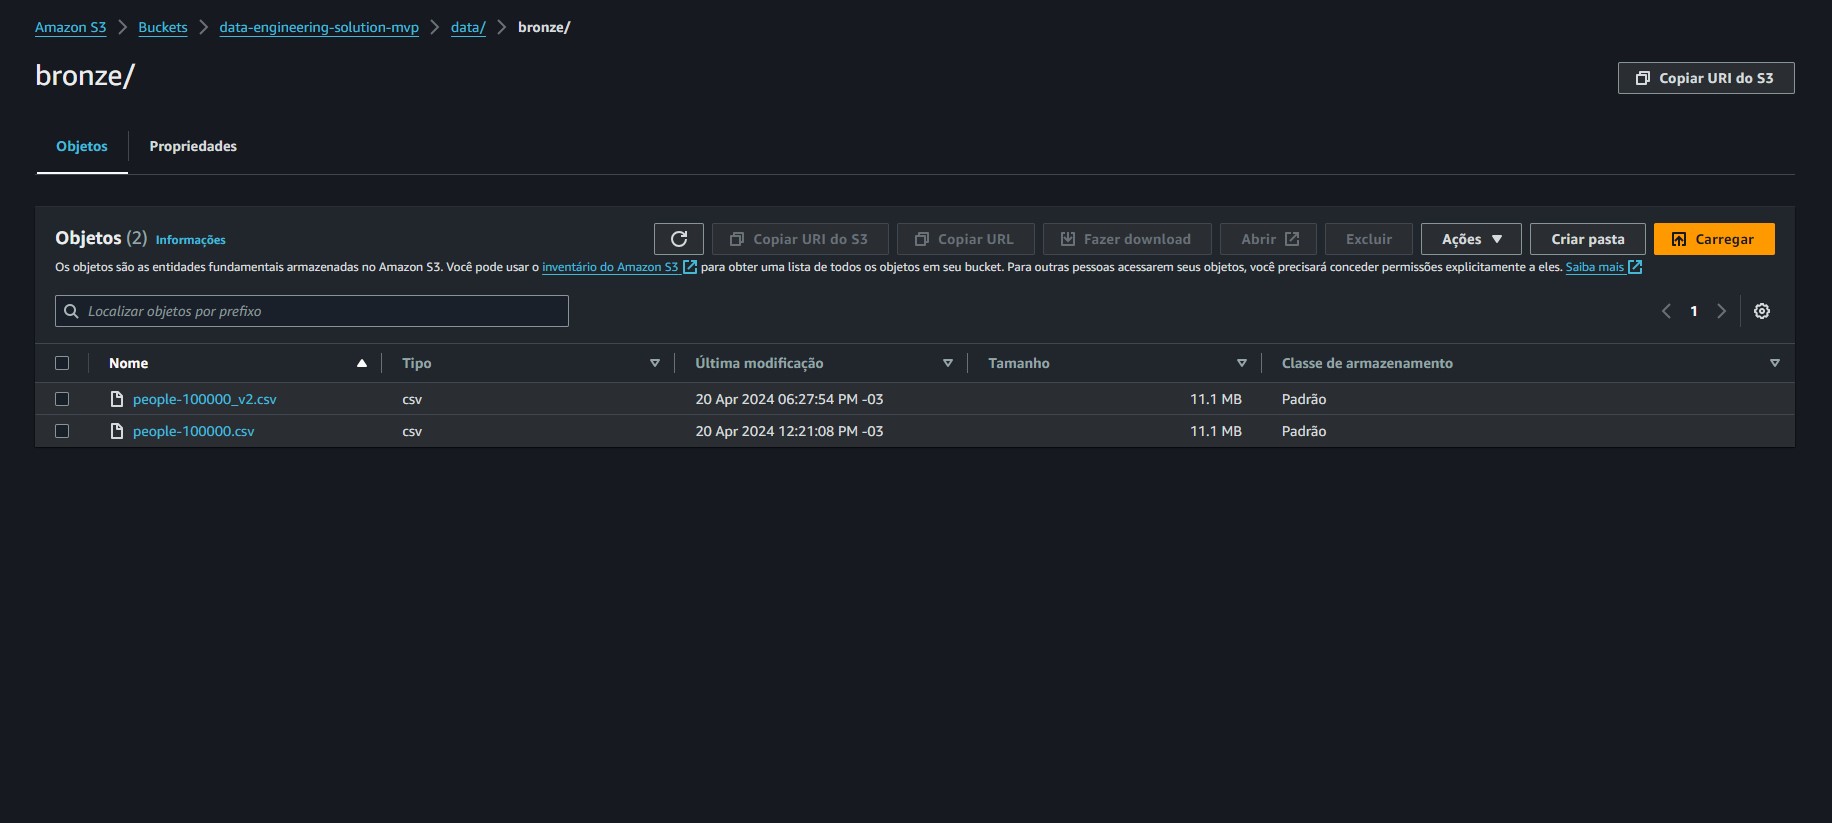 Amazon S3 > Buckets > data-engineering-solution-mvp > data/ > bronze/
bronze/
Copiar URI do S3
Objetos Propriedades
Objetos (2) Informações
Copiar URI do S3 Copiar URL Fazer download Abrir Excluir Ações Criar pasta Carregar
Os objetos são as entidades fundamentais armazenadas no Amazon S3. Você pode usar o inventário do Amazon S3 para obter uma lista de todos os objetos em seu bucket. Para outras pessoas acessarem seus objetos, você precisará conceder permissões explicitamente a eles. Saiba mais
Localizar objetos por prefixo
1
Nome Tipo Última modificação Tamanho Classe de armazenamento
people-100000_v2.csv csv 20 Apr 2024 06:27:54 PM -03 11.1 MB Padrão
people-100000.csv csv 20 Apr 2024 12:21:08 PM -03 11.1 MB Padrão